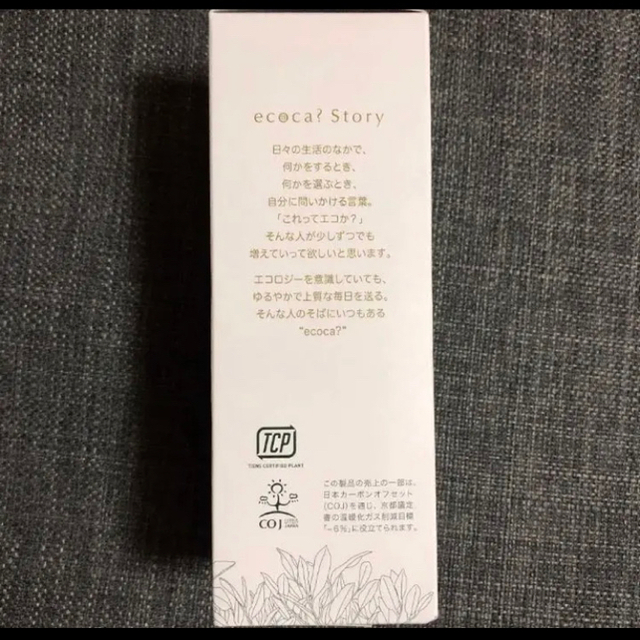 ecoca? Story
日々の生活のなかで、
何かをするとき、
何かを選ぶとき、
自分に問いかける言葉。
「これってエコか？」
そんな人が少しずつでも
増えていって欲しいと思います。
エコロジーを意識していても、
ゆるやかで上質な毎日を送る。
そんな人のそばにいつもある
“ecoca?”
TCP
COJ
この製品の売上の一部は、
日本カーボンオフセット
(COJ)を通じ、京都議定
書の温暖化ガス削減目標
「-6%」に役立てられます。